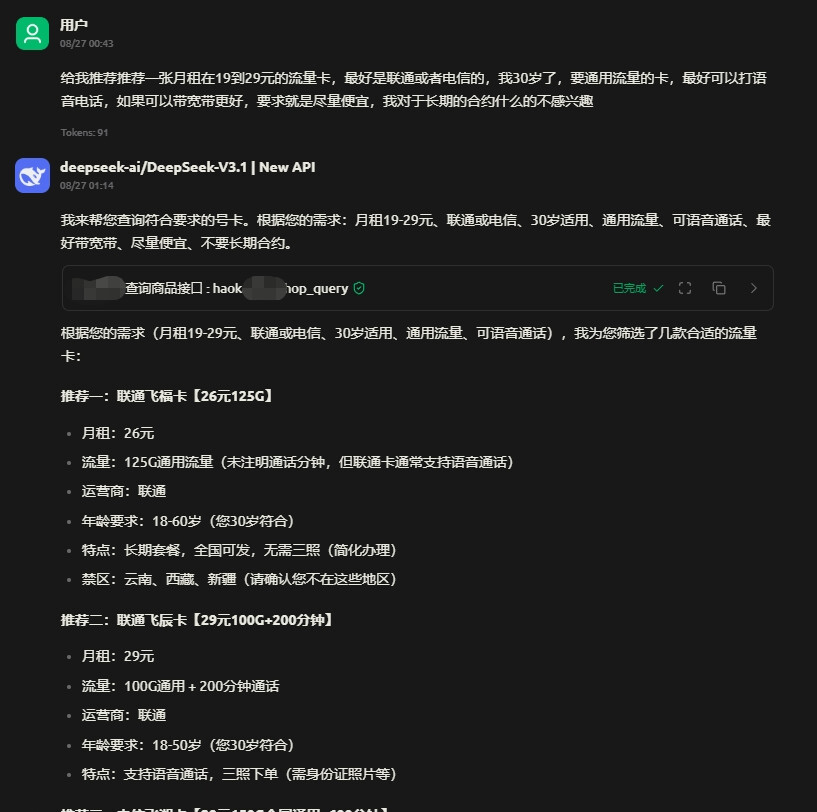 用户
08/27 00:43
给我推荐推荐一张月租在19到29元的流量卡，最好是联通或者电信的，我30岁了，要通用流量的卡，最好可以打语
音电话，如果可以带宽带更好，要求就是尽量便宜，我对于长期的合约什么的不感兴趣
Tokens: 91
deepseek-ai/DeepSeek-V3.1 | New API
08/27 01:14
我来帮您查询符合要求的号卡。根据您的需求：月租19-29元、联通或电信、30岁适用、通用流量、可语音通话、最
好带宽带、尽量便宜、不要长期合约。
查询商品接口 : haok hop_query 已完成
根据您的需求（月租19-29元、联通或电信、30岁适用、通用流量、可语音通话），我为您筛选了几款合适的流量
卡：
推荐一：联通飞福卡【26元125G】
月租：26元
流量：125G通用流量（未注明通话分钟，但联通卡通常支持语音通话）
运营商：联通
年龄要求：18-60岁（您30岁符合）
特点：长期套餐，全国可发，无需三照（简化办理）
禁区：云南、西藏、新疆（请确认您不在这些地区）
推荐二：联通飞辰卡【29元100G+200分钟】
月租：29元
流量：100G通用 + 200分钟通话
运营商：联通
年龄要求：18-50岁（您30岁符合）
特点：支持语音通话，三照下单（需身份证照片等）